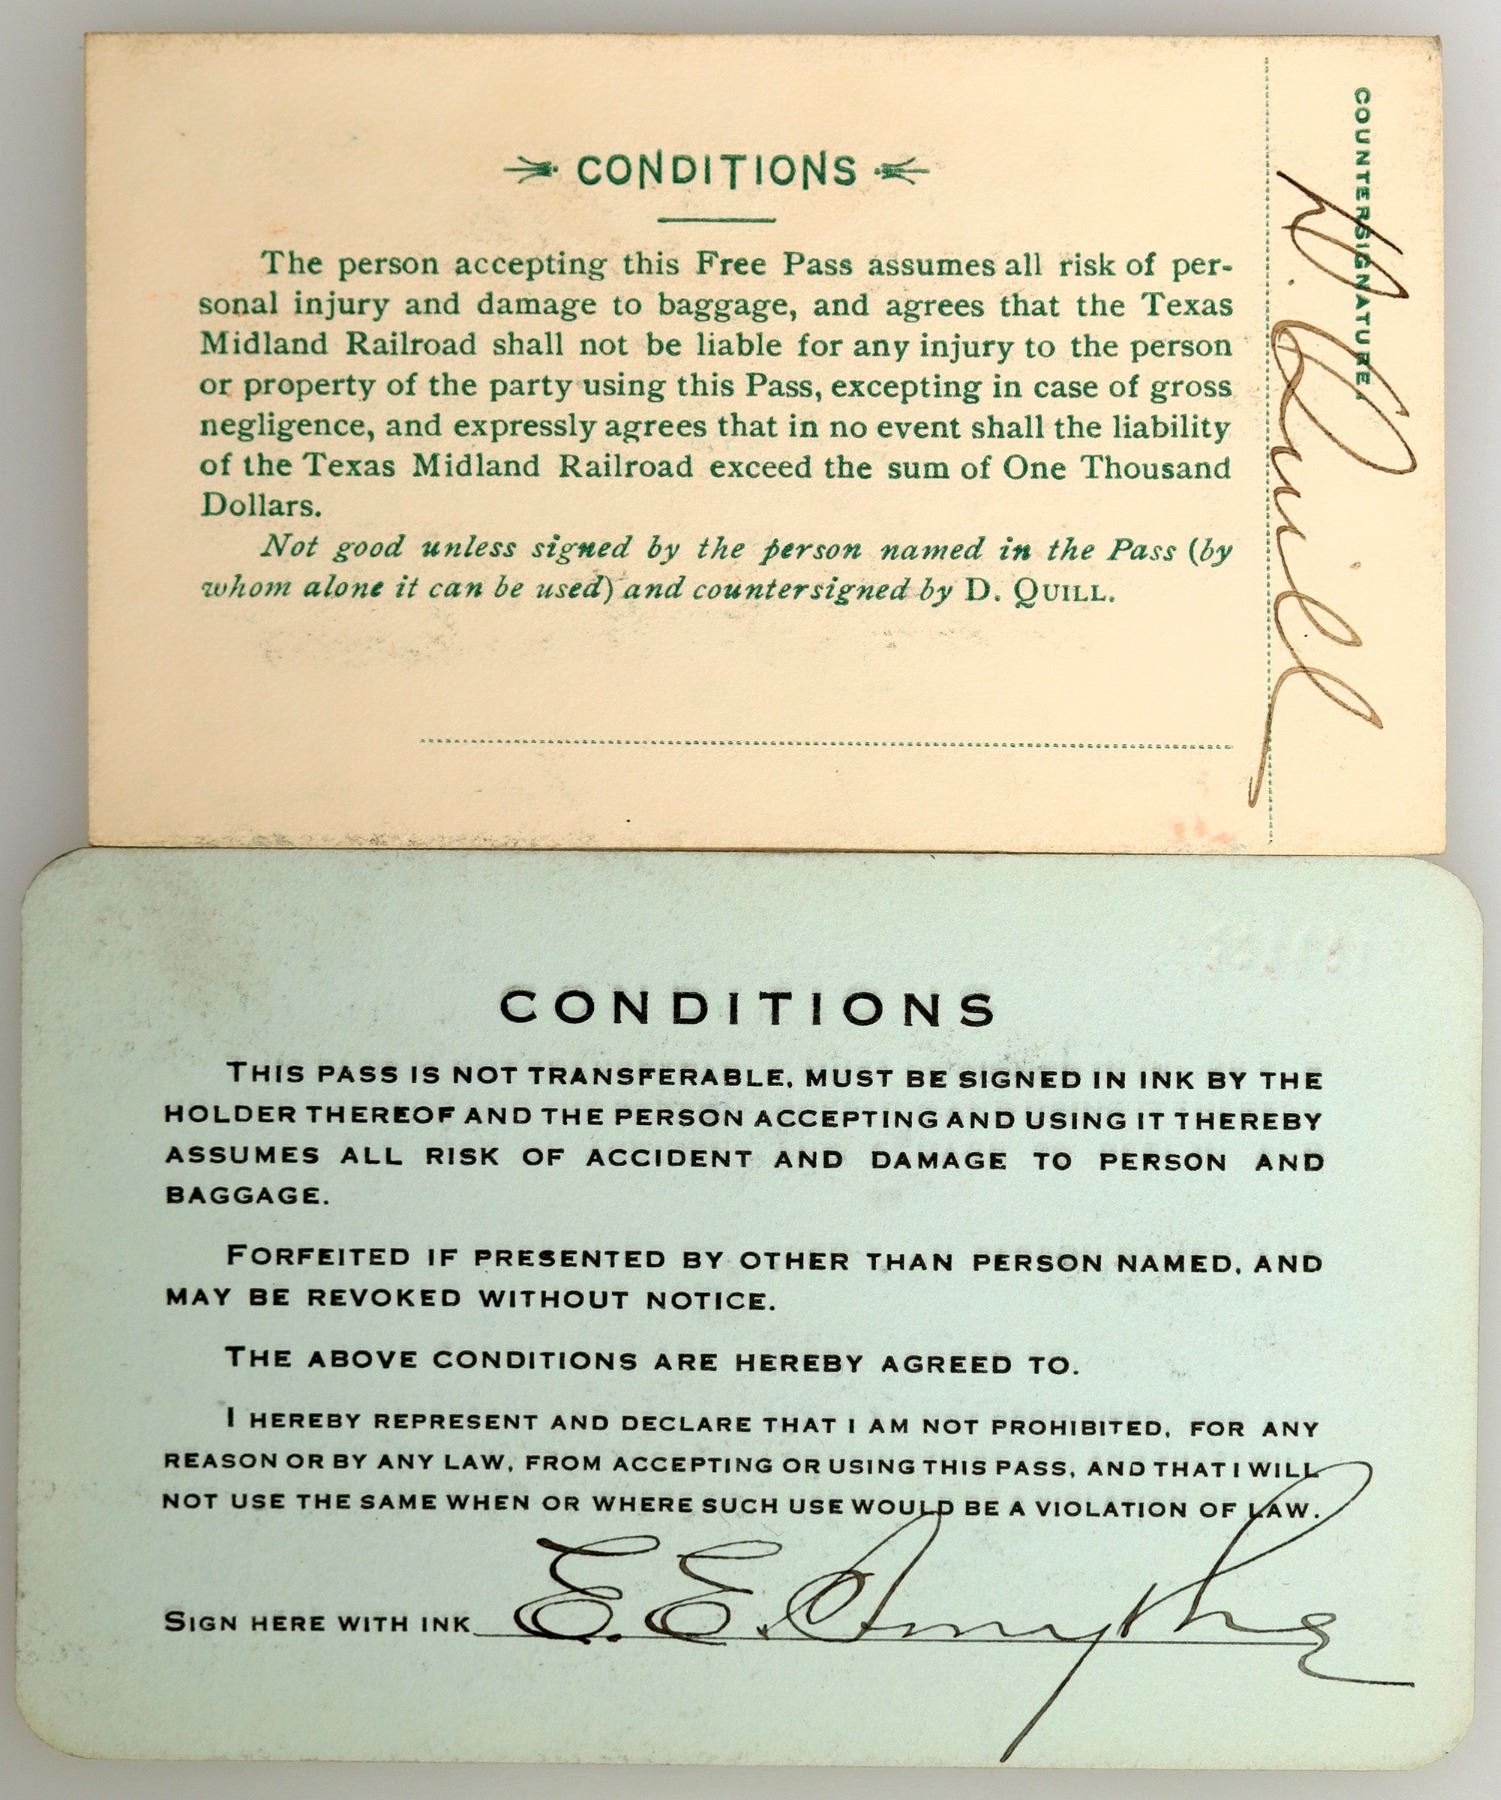 CONDITIONS
The person accepting this Free Pass assumes all risk of per-
sonal injury and damage to baggage, and agrees that the Texas
Midland Railroad shall not be liable for any injury to the person
or property of the party using this Pass, excepting in case of gross
negligence, and expressly agrees that in no event shall the liability
of the Texas Midland Railroad exceed the sum of One Thousand
Dollars.
Not good unless signed by the person named in the Pass (by
whom alone it can be used) and countersigned by D. QUILL.
COUNTERSIGNATURE.
D. Quill
CONDITIONS
THIS PASS IS NOT TRANSFERABLE, MUST BE SIGNED IN INK BY THE
HOLDER THEREOF AND THE PERSON ACCEPTING AND USING IT THEREBY
ASSUMES ALL RISK OF ACCIDENT AND DAMAGE TO PERSON AND
BAGGAGE.
FORFEITED IF PRESENTED BY OTHER THAN PERSON NAMED, AND
MAY BE REVOKED WITHOUT NOTICE.
THE ABOVE CONDITIONS ARE HEREBY AGREED TO.
I HEREBY REPRESENT AND DECLARE THAT I AM NOT PROHIBITED, FOR ANY
REASON OR BY ANY LAW, FROM ACCEPTING OR USING THIS PASS, AND THAT I WILL
NOT USE THE SAME WHEN OR WHERE SUCH USE WOULD BE A VIOLATION OF LAW.
SIGN HERE WITH INK E. E. Smythe